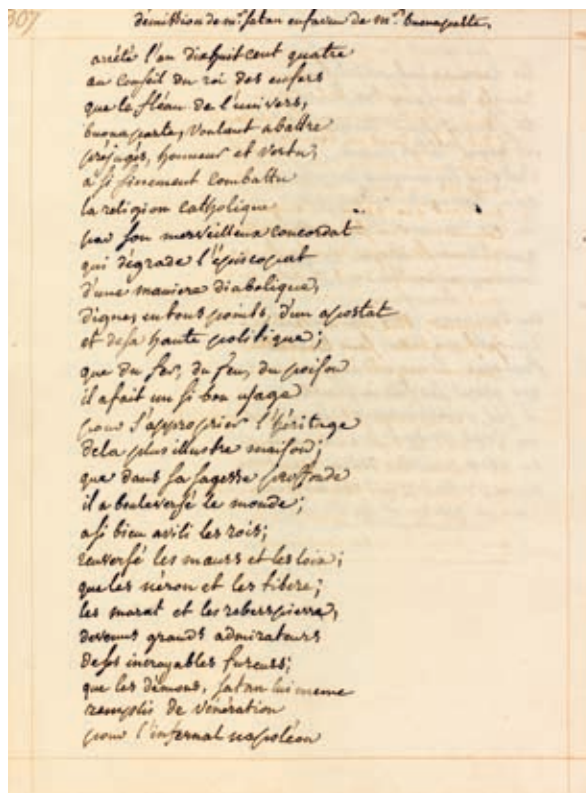 307
démission de mr. satan en faveur de mr. buonaparte,
arrêté l'an dixhuit cent quatre
au conseil du roi des enfers
que le fléau de l'univers,
buonaparte, voulant abattre
préjugés, honneur et vertu,
a si finement combattu
la religion catholique
par son merveilleux concordat
qui dégrade l'épiscopat
d'une maniere diabolique,
digne, en tous points, d'un apostat
et de sa haute politique;
que du fer, du feu, du poison
il a fait un si bon usage
pour s'approprier l'héritage
de la plus illustre maison;
que dans sa sagesse proffonde
il a bouleversé le monde;
a si bien avili les rois;
renversé les mœurs et les loix;
que les néron et les tibere;
les marat et les roberspierre,
devenus grands admirateurs
de ses incroyables fureurs;
que les démons, satan lui meme
remplis de vénération
pour l'infernal napoléon